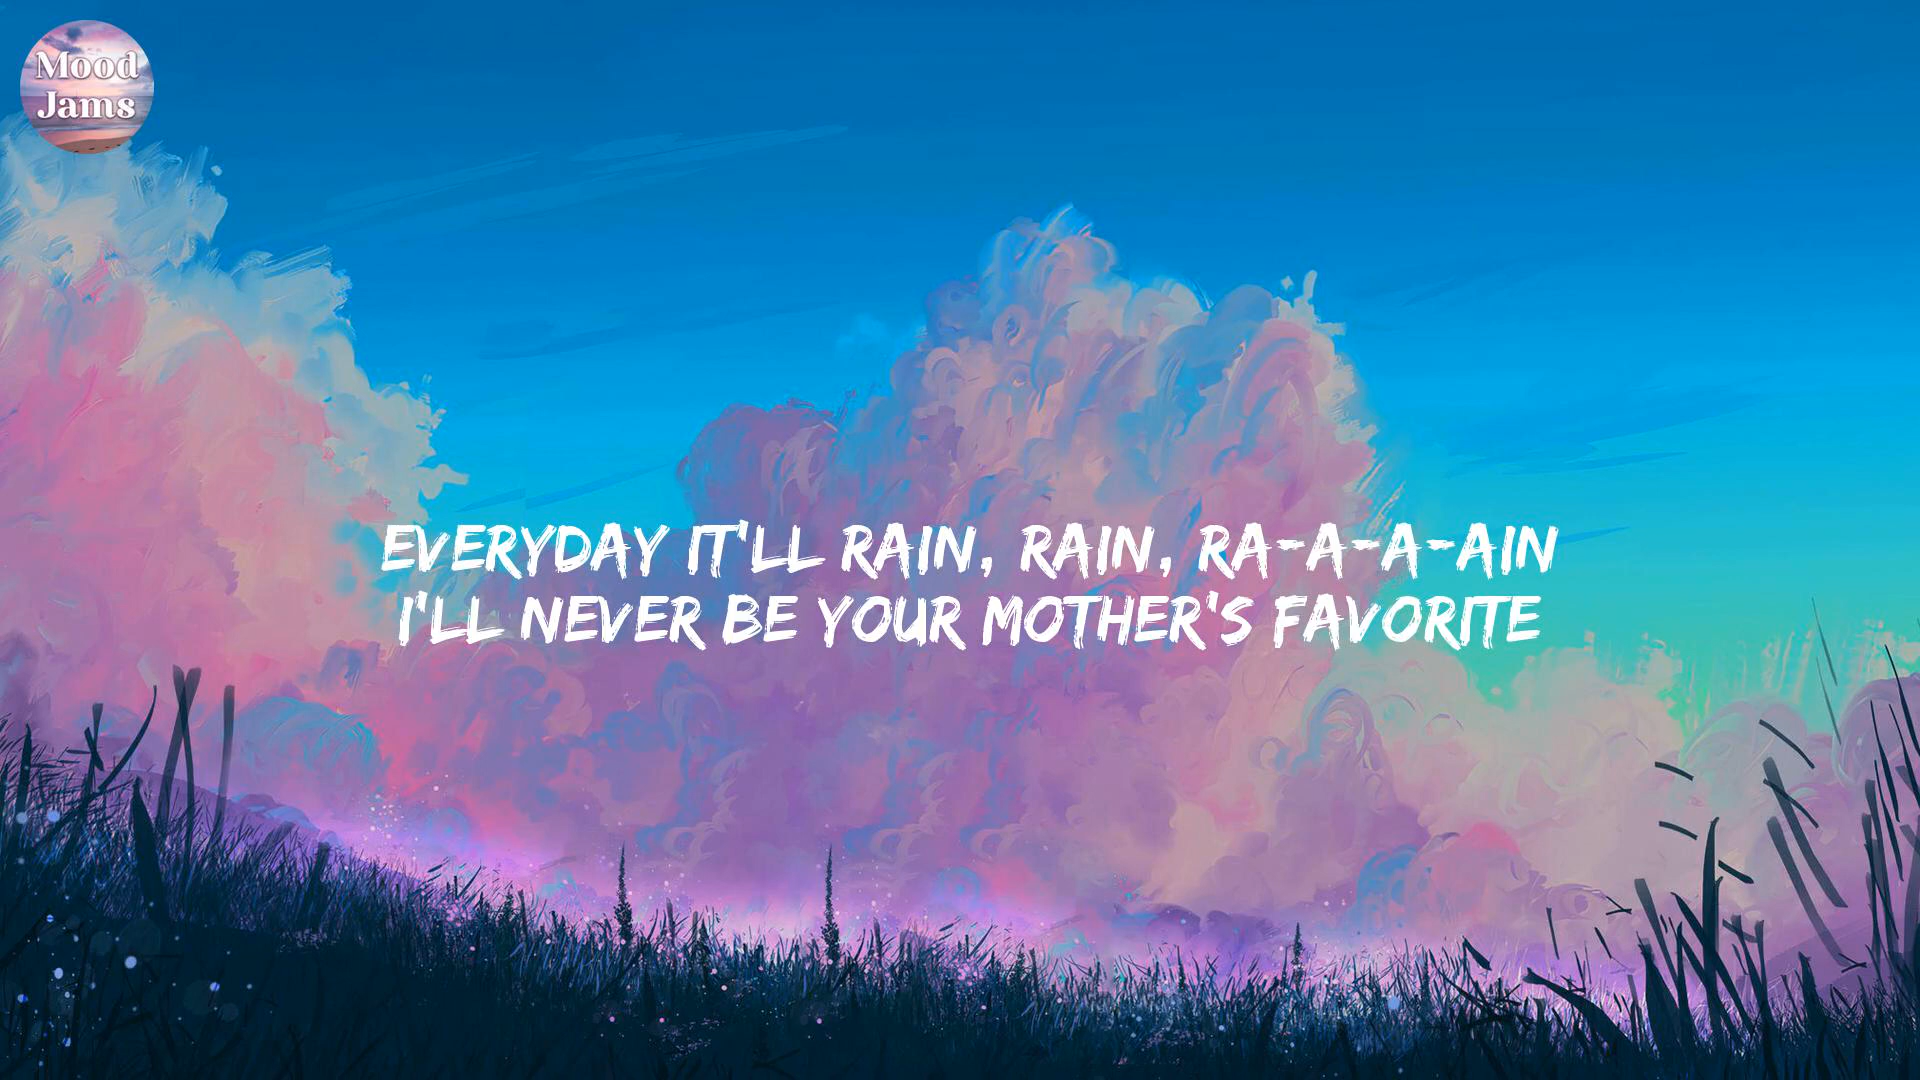 Mood
Jams
EVERYDAY IT'LL RAIN, RAIN, RA-A-A-AIN
I'LL NEVER BE YOUR MOTHER'S FAVORITE